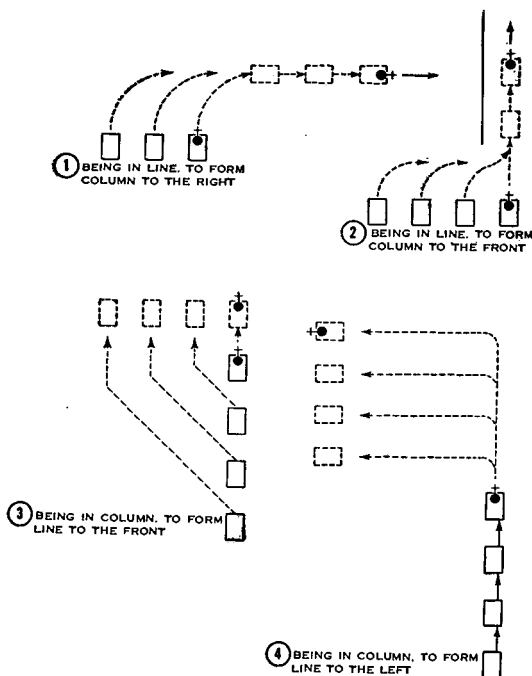 1 BEING IN LINE, TO FORM
COLUMN TO THE RIGHT
2 BEING IN LINE, TO FORM
COLUMN TO THE FRONT
3 BEING IN COLUMN, TO FORM
LINE TO THE FRONT
4 BEING IN COLUMN, TO FORM
LINE TO THE LEFT